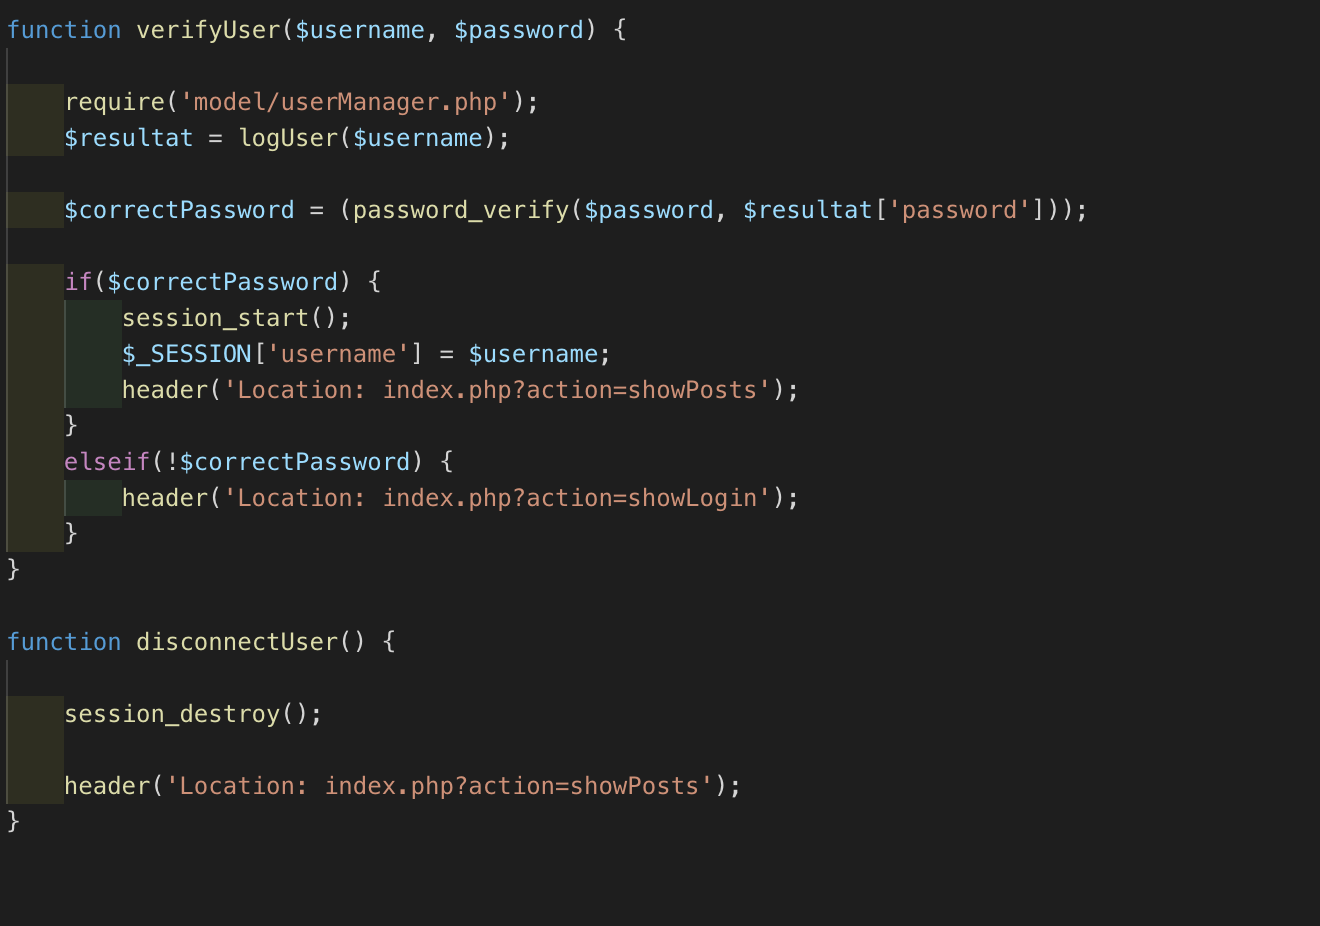 function verifyUser($username, $password) {
require('model/userManager.php');
$resultat = logUser($username);
$correctPassword = (password_verify($password, $resultat['password']));
if($correctPassword) {
session_start();
$_SESSION['username'] = $username;
header('Location: index.php?action=showPosts');
}
elseif(!$correctPassword) {
header('Location: index.php?action=showLogin');
}
}
function disconnectUser() {
session_destroy();
header('Location: index.php?action=showPosts');
}